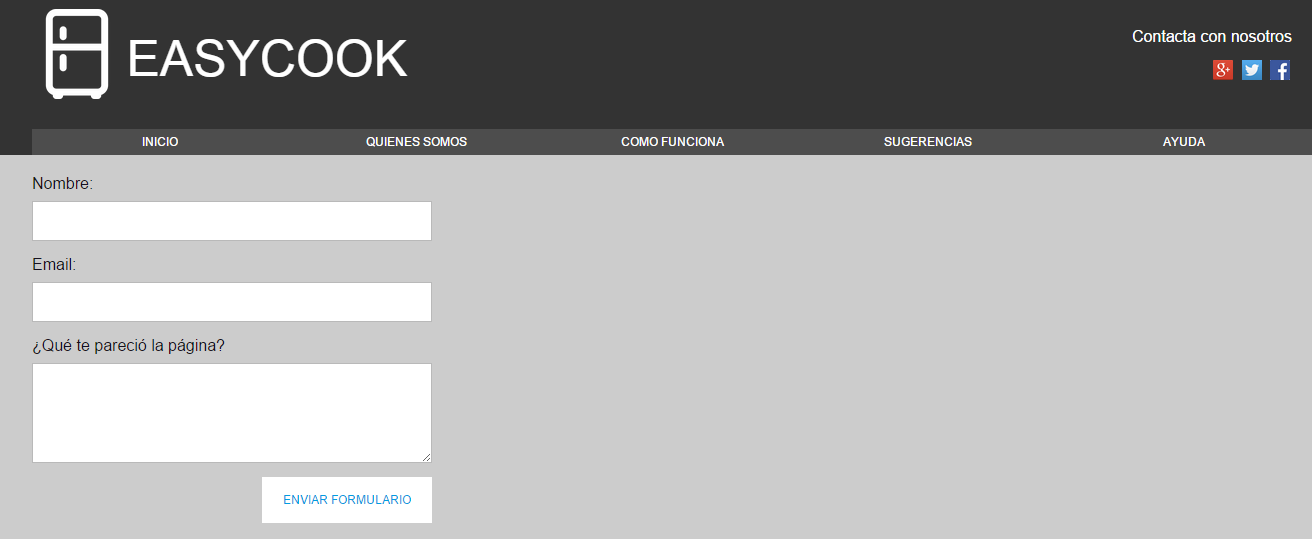 EASYCOOK
Contacta con nosotros
INICIO QUIENES SOMOS COMO FUNCIONA SUGERENCIAS AYUDA
Nombre:
Email:
¿Qué te pareció la página?
ENVIAR FORMULARIO